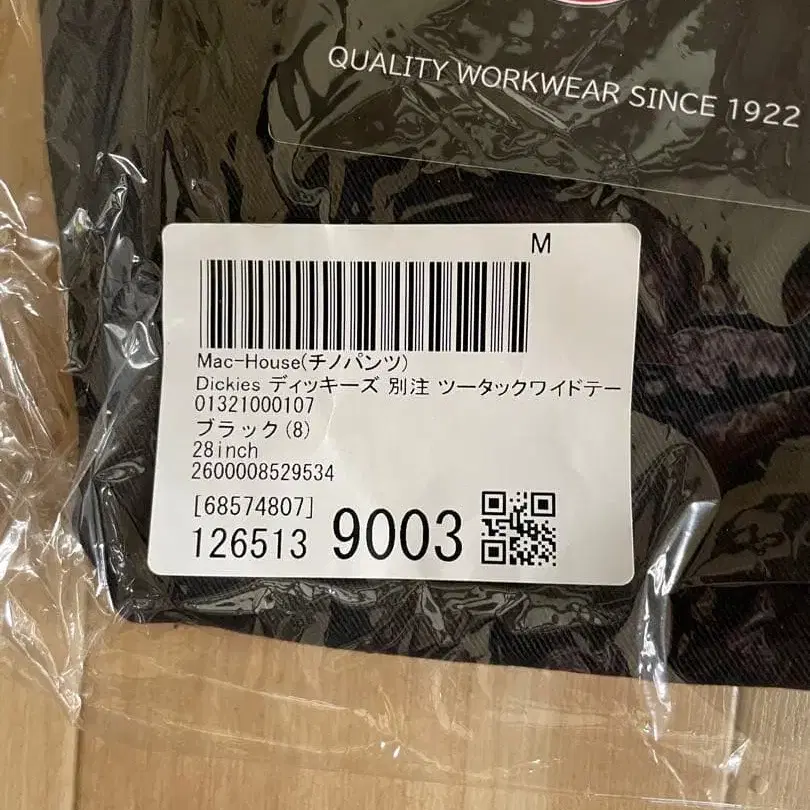 QUALITY WORKWEAR SINCE 1922
M
Mac-House(チノパンツ)
Dickies ディッキーズ 別注 ツータックワイドテー
01321000107
ブラック(8)
28inch
2600008529534
[68574807]
126513 9003